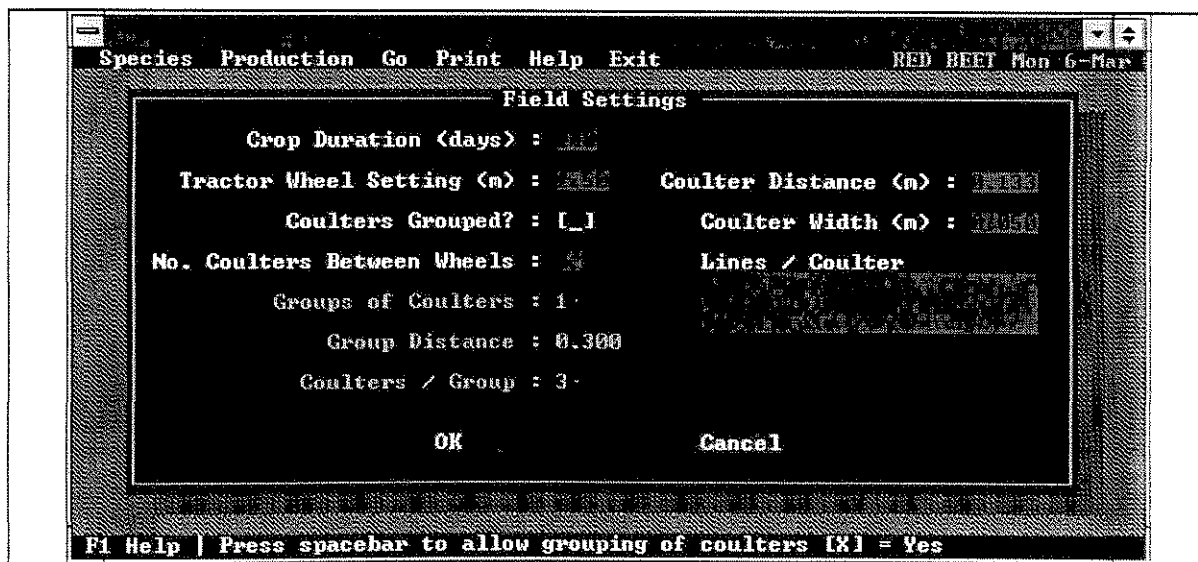 Species Production Go Print Help Exit RED BEET Mon 6-Mar
Field Settings
Crop Duration (days) :
Tractor Wheel Setting (m) : Coulter Distance (m) :
Coulters Grouped? : [_] Coulter Width (m) :
No. Coulters Between Wheels : Lines / Coulter
Groups of Coulters : 1
Group Distance : 0.300
Coulters / Group : 3
OK Cancel
F1 Help | Press spacebar to allow grouping of coulters [X] = Yes